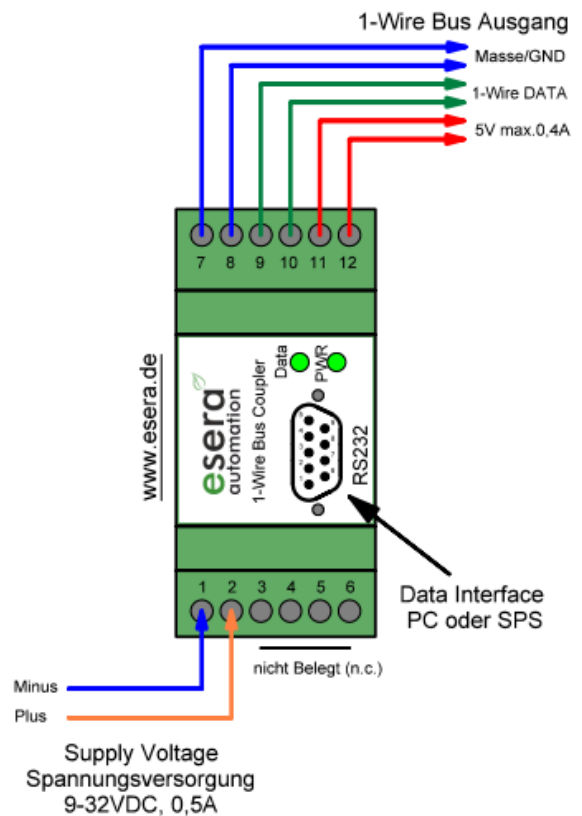 1-Wire Bus Ausgang
Masse/GND
1-Wire DATA
5V max.0,4A
7 8 9 10 11 12
www.esera.de
esera
automation
1-Wire Bus Coupler
Data
PWR
RS232
1 2 3 4 5 6
Data Interface
PC oder SPS
nicht Belegt (n.c.)
Minus
Plus
Supply Voltage
Spannungsversorgung
9-32VDC, 0,5A